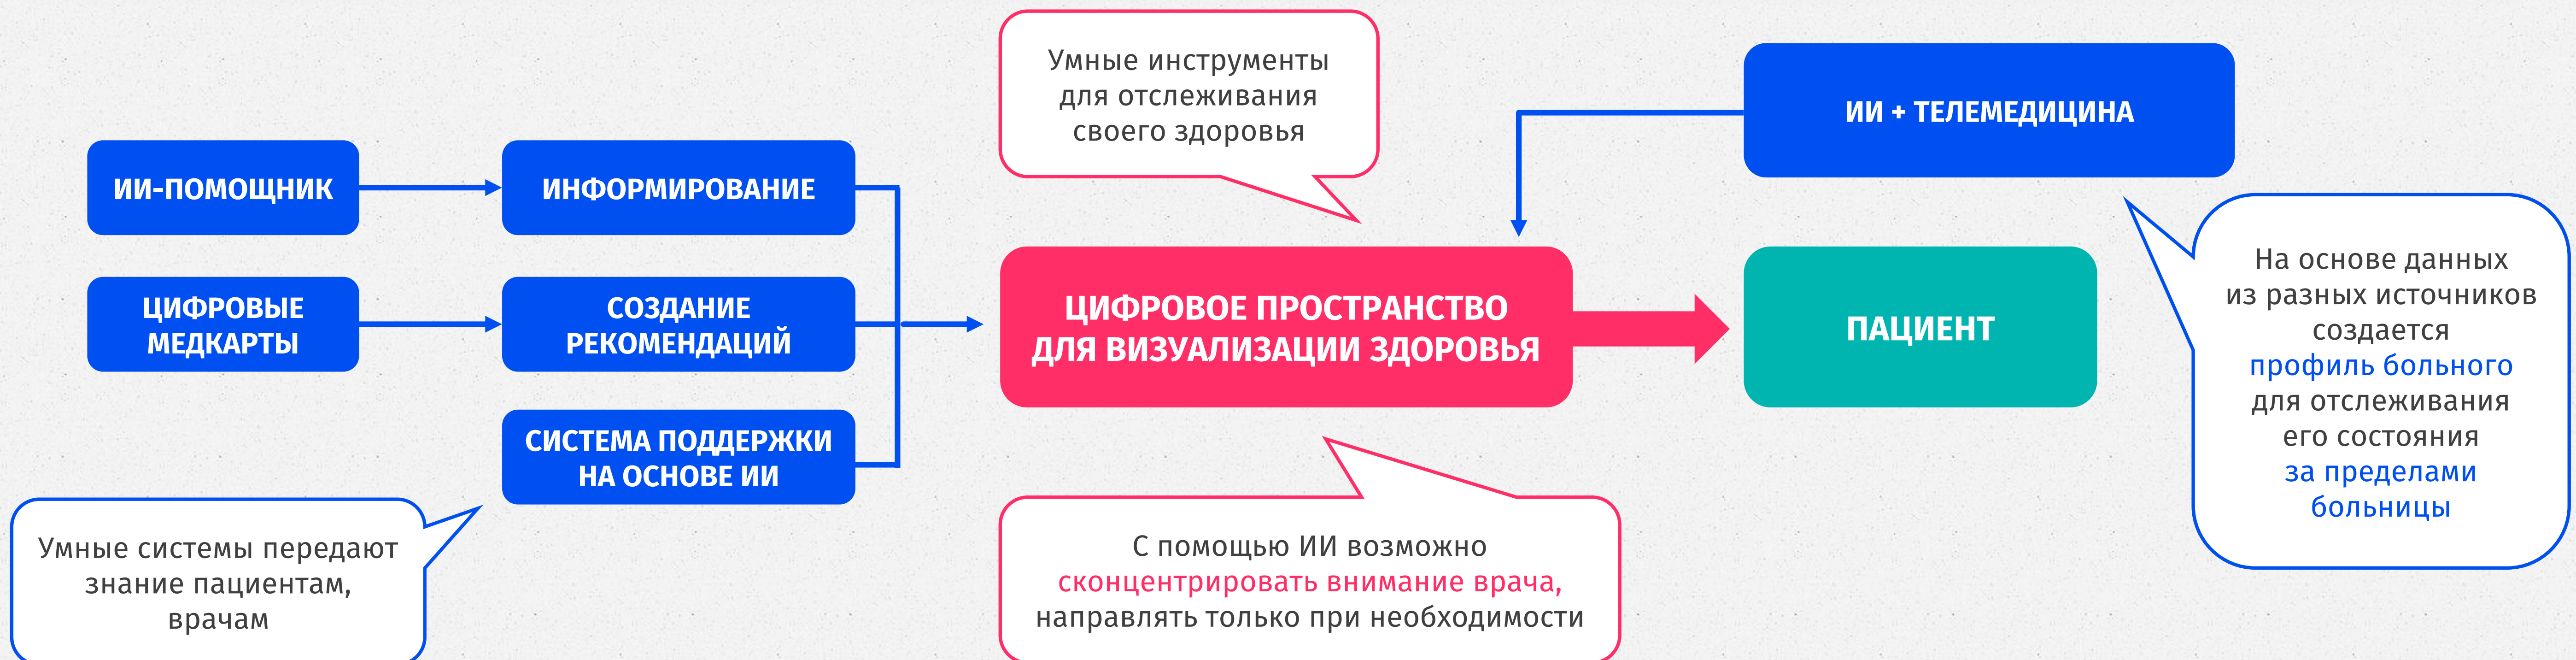 ИИ-ПОМОЩНИК
ИНФОРМИРОВАНИЕ
ЦИФРОВЫЕ
МЕДКАРТЫ
СОЗДАНИЕ
РЕКОМЕНДАЦИЙ
СИСТЕМА ПОДДЕРЖКИ
НА ОСНОВЕ ИИ
Умные системы передают
знание пациентам,
врачам
Умные инструменты
для отслеживания
своего здоровья
ЦИФРОВОЕ ПРОСТРАНСТВО
ДЛЯ ВИЗУАЛИЗАЦИИ ЗДОРОВЬЯ
С помощью ИИ возможно
сконцентрировать внимание врача,
направлять только при необходимости
ИИ + ТЕЛЕМЕДИЦИНА
ПАЦИЕНТ
На основе данных
из разных источников
создается
профиль больного
для отслеживания
его состояния
за пределами
больницы